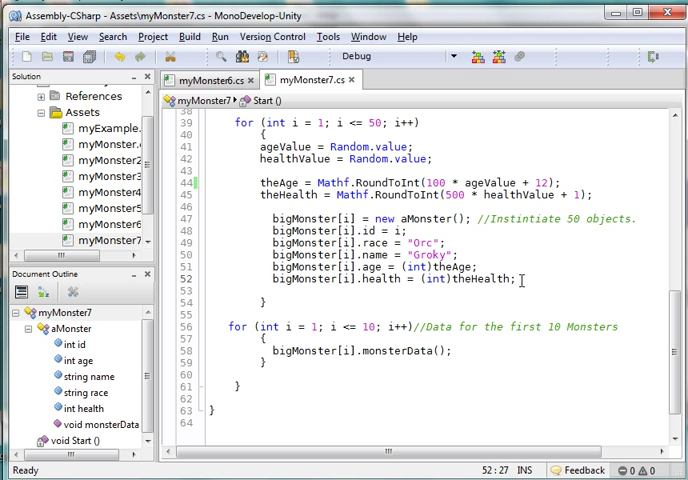 Assembly-CSharp - Assets\myMonster7.cs - MonoDevelop-Unity
File Edit View Search Project Build Run Version Control Tools Window Help
Debug
Solution
References
Assets
myExample.
myMonster.
myMonster2
myMonster3
myMonster4
myMonster5
myMonster6
myMonster7
Document Outline
myMonster7
aMonster
int id
int age
string name
string race
int health
void monsterData
void Start ()
myMonster6.cs myMonster7.cs
myMonster7 Start ()
38
39 for (int i = 1; i <= 50; i++)
40 {
41 ageValue = Random.value;
42 healthValue = Random.value;
43
44 theAge = Mathf.RoundToInt(100 * ageValue + 12);
45 theHealth = Mathf.RoundToInt(500 * healthValue + 1);
46
47 bigMonster[i] = new aMonster(); //Instintiate 50 objects.
48 bigMonster[i].id = i;
49 bigMonster[i].race = "Orc";
50 bigMonster[i].name = "Groky";
51 bigMonster[i].age = (int)theAge;
52 bigMonster[i].health = (int)theHealth;
53
54 }
55
56 for (int i = 1; i <= 10; i++)//Data for the first 10 Monsters
57 {
58 bigMonster[i].monsterData();
59 }
60
61 }
62
63 }
64
Ready 52 : 27 INS Feedback 0 0